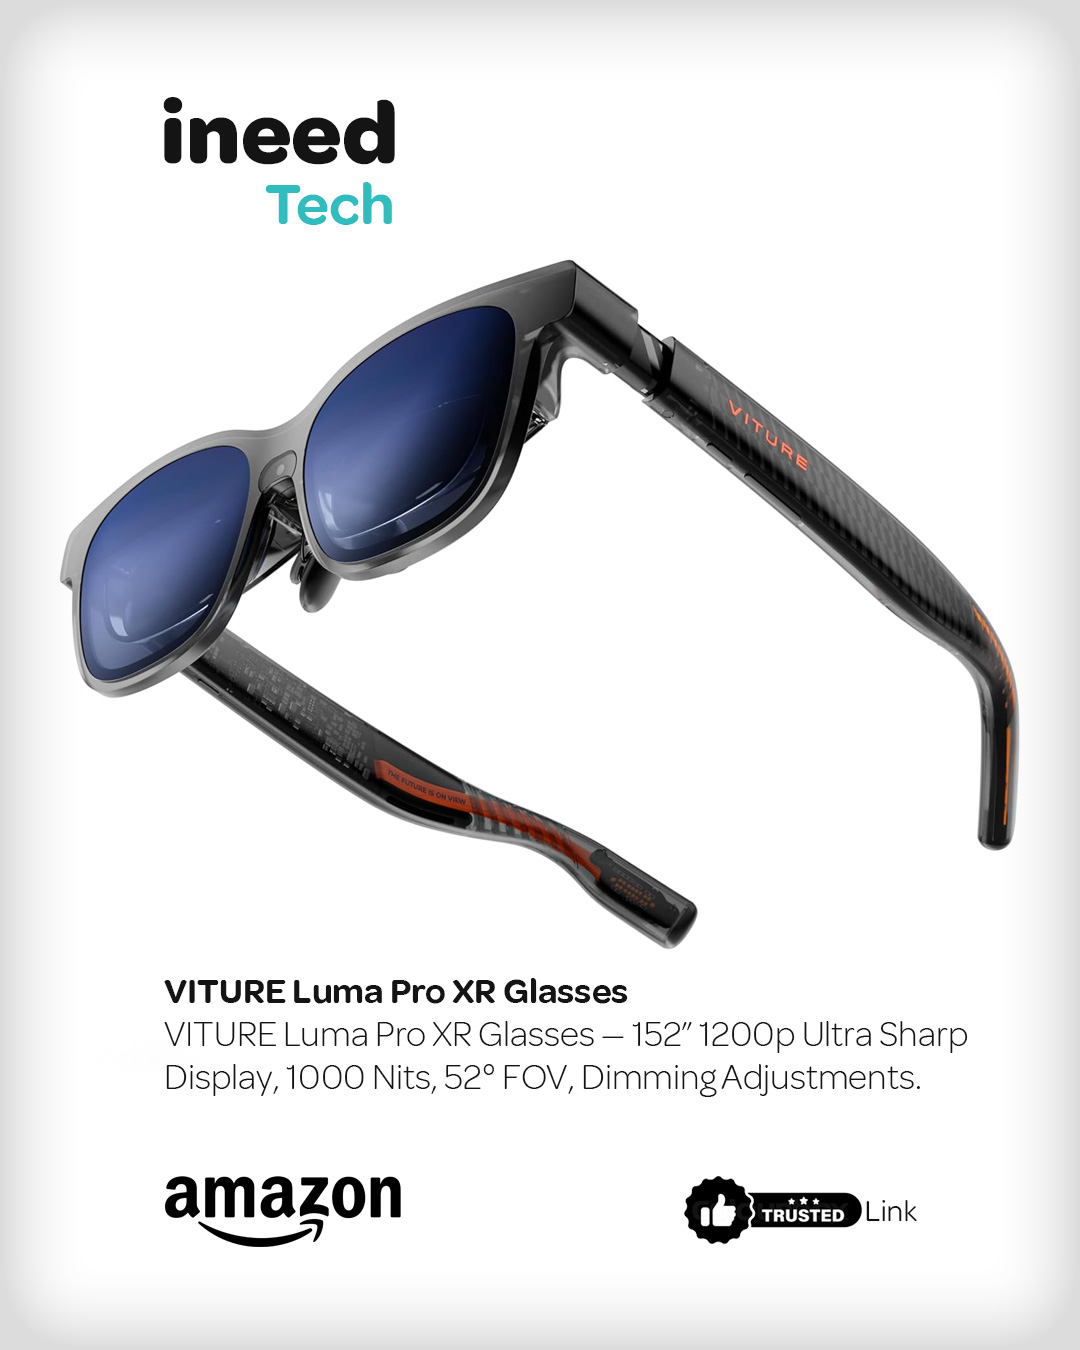 ineed
Tech
VITURE
THE FUTURE IS ON VIEW
VITURE Luma Pro XR Glasses
VITURE Luma Pro XR Glasses — 152″ 1200p Ultra Sharp
Display, 1000 Nits, 52° FOV, Dimming Adjustments.
amazon
TRUSTED Link